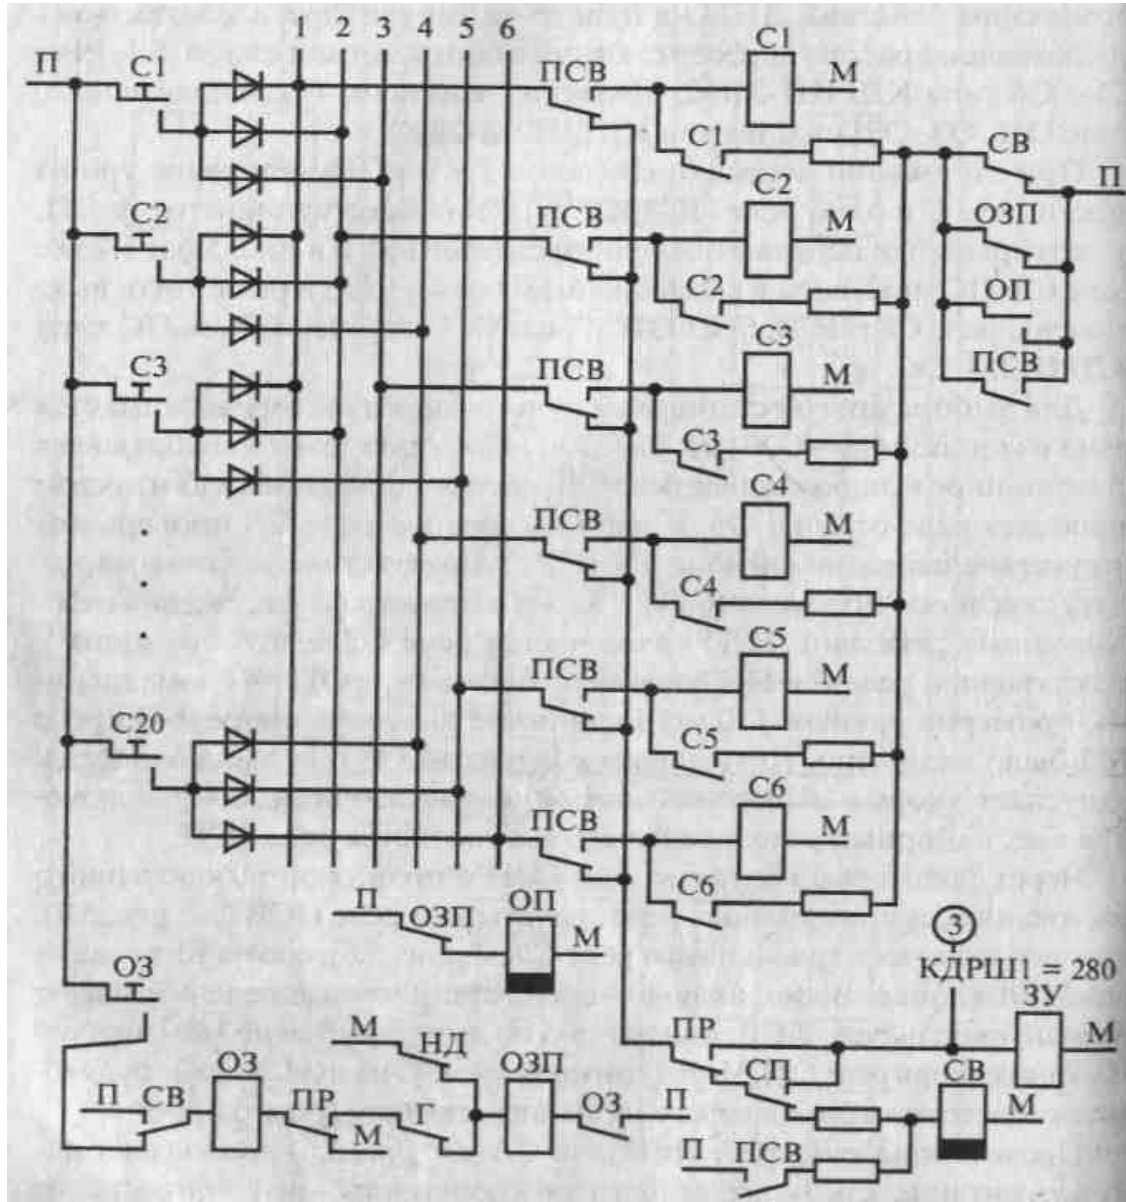 1 2 3 4 5 6
П
С1
ПСВ
С1
М
С1
СВ
П
С2
ПСВ
С2
М
С2
ОЗП
ОП
ПСВ
С3
ПСВ
С3
М
С3
ПСВ
С4
М
С4
ПСВ
С5
М
С5
С20
ПСВ
С6
М
С6
П
ОЗП
ОП
М
З
КДРШ1 = 280
ОЗ
ПР
ЗУ
М
М
НД
СП
СВ
П
СВ
ОЗ
ПР
М
Г
ОЗП
ОЗ
П
М
П
ПСВ